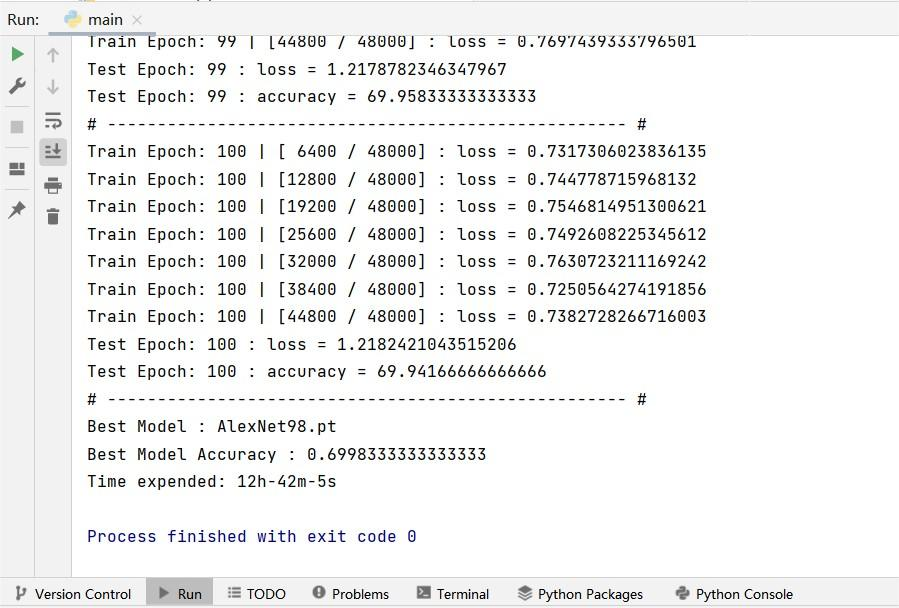 Run: main
Train Epoch: 99 | [44800 / 48000] : loss = 0.7697439333796501
Test Epoch: 99 : loss = 1.2178782346347967
Test Epoch: 99 : accuracy = 69.95833333333333
# ---------------------------------------------------- #
Train Epoch: 100 | [ 6400 / 48000] : loss = 0.7317306023836135
Train Epoch: 100 | [12800 / 48000] : loss = 0.744778715968132
Train Epoch: 100 | [19200 / 48000] : loss = 0.7546814951300621
Train Epoch: 100 | [25600 / 48000] : loss = 0.7492608225345612
Train Epoch: 100 | [32000 / 48000] : loss = 0.7630723211169242
Train Epoch: 100 | [38400 / 48000] : loss = 0.7250564274191856
Train Epoch: 100 | [44800 / 48000] : loss = 0.7382728266716003
Test Epoch: 100 : loss = 1.2182421043515206
Test Epoch: 100 : accuracy = 69.94166666666666
# ---------------------------------------------------- #
Best Model : AlexNet98.pt
Best Model Accuracy : 0.6998333333333333
Time expended: 12h-42m-5s
Process finished with exit code 0
Version Control Run TODO Problems Terminal Python Packages Python Console